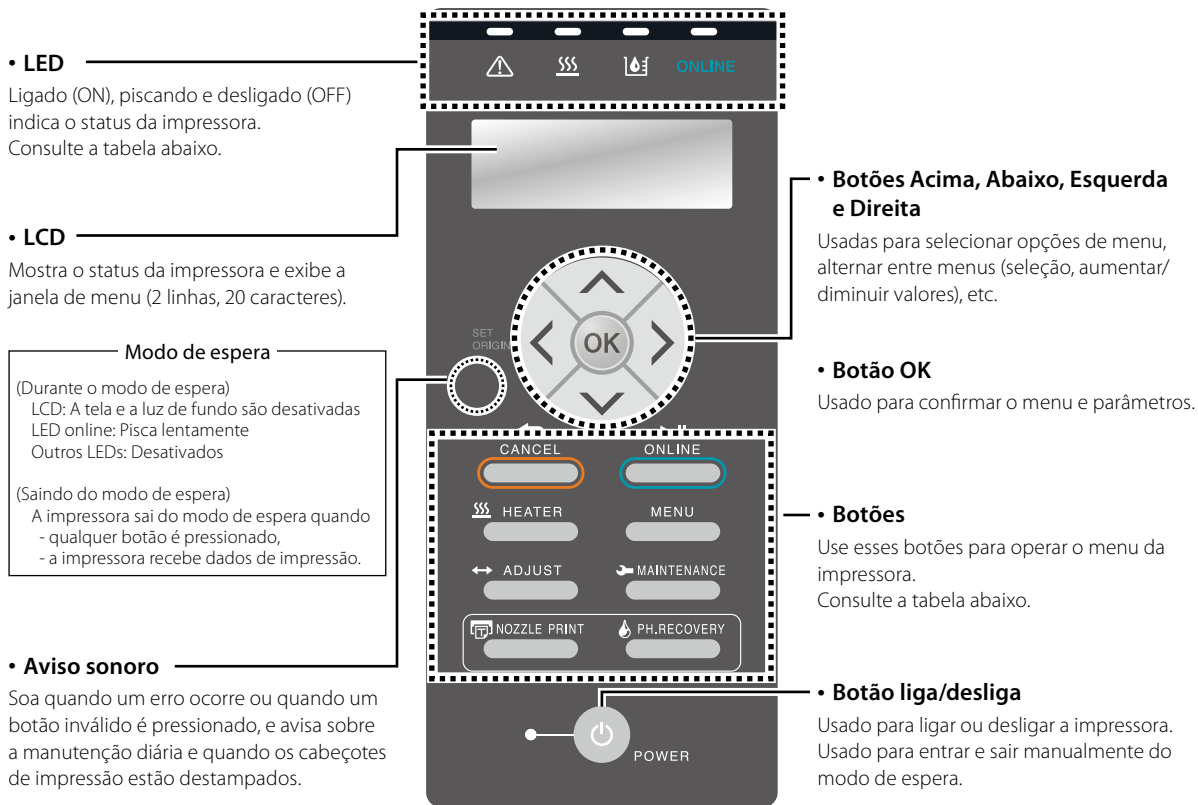 • LED
Ligado (ON), piscando e desligado (OFF)
indica o status da impressora.
Consulte a tabela abaixo.
• LCD
Mostra o status da impressora e exibe a
janela de menu (2 linhas, 20 caracteres).
Modo de espera
(Durante o modo de espera)
LCD: A tela e a luz de fundo são desativadas
LED online: Pisca lentamente
Outros LEDs: Desativados
(Saindo do modo de espera)
A impressora sai do modo de espera quando
- qualquer botão é pressionado,
- a impressora recebe dados de impressão.
• Aviso sonoro
Soa quando um erro ocorre ou quando um
botão inválido é pressionado, e avisa sobre
a manutenção diária e quando os cabeçotes
de impressão estão destampados.
ONLINE
SET
ORIGIN
OK
CANCEL
ONLINE
HEATER
MENU
ADJUST
MAINTENANCE
NOZZLE PRINT
PH.RECOVERY
POWER
• Botões Acima, Abaixo, Esquerda
e Direita
Usadas para selecionar opções de menu,
alternar entre menus (seleção, aumentar/
diminuir valores), etc.
• Botão OK
Usado para confirmar o menu e parâmetros.
• Botões
Use esses botões para operar o menu da
impressora.
Consulte a tabela abaixo.
• Botão liga/desliga
Usado para ligar ou desligar a impressora.
Usado para entrar e sair manualmente do
modo de espera.